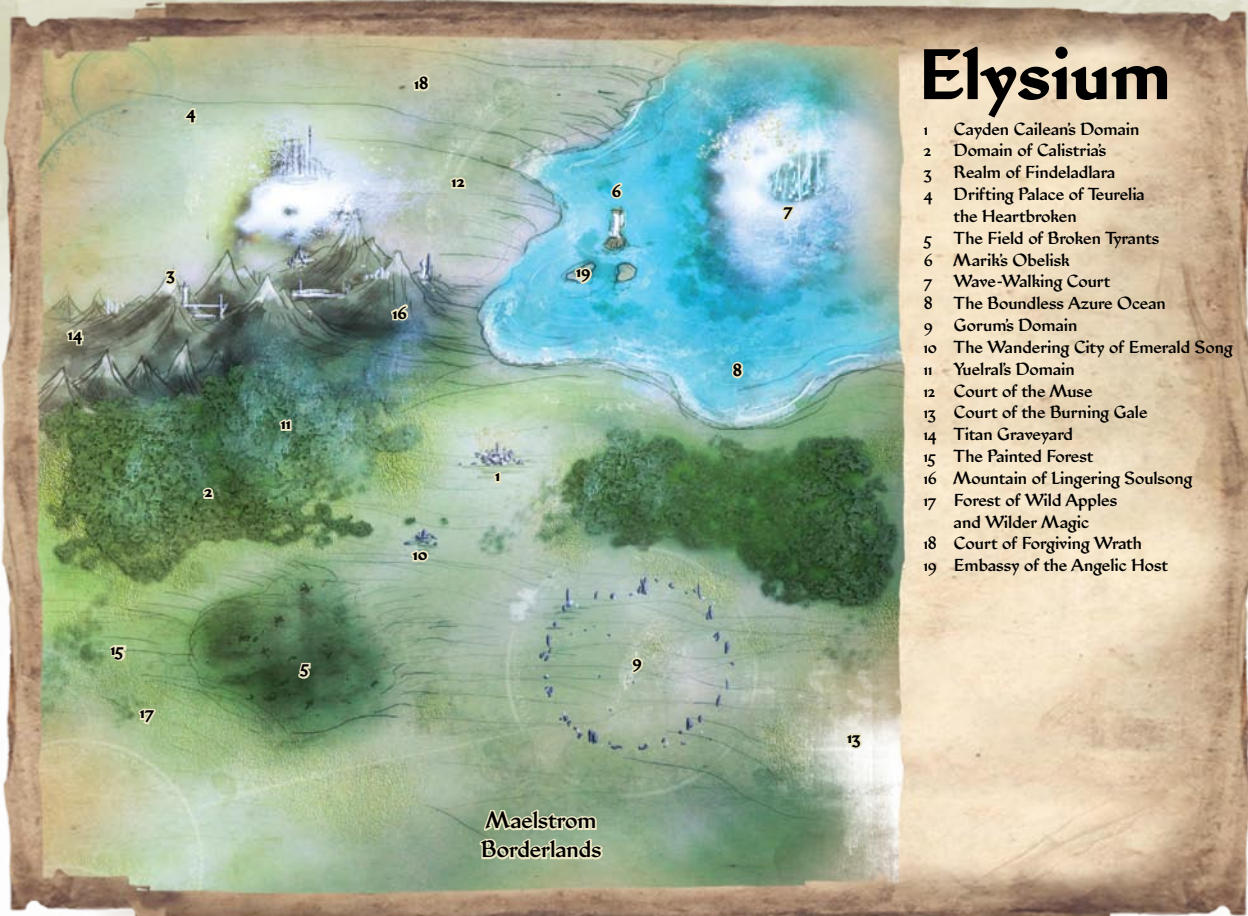 Elysium
1 Cayden Cailean's Domain
2 Domain of Calistria's
3 Realm of Findeladlara
4 Drifting Palace of Teurelia
the Heartbroken
5 The Field of Broken Tyrants
6 Marik's Obelisk
7 Wave-Walking Court
8 The Boundless Azure Ocean
9 Gorum's Domain
10 The Wandering City of Emerald Song
11 Yuelral's Domain
12 Court of the Muse
13 Court of the Burning Gale
14 Titan Graveyard
15 The Painted Forest
16 Mountain of Lingering Soulsong
17 Forest of Wild Apples
and Wilder Magic
18 Court of Forgiving Wrath
19 Embassy of the Angelic Host
18
4
12
6
7
19
3
16
14
8
11
1
2
10
15
5
9
17
13
Maelstrom
Borderlands